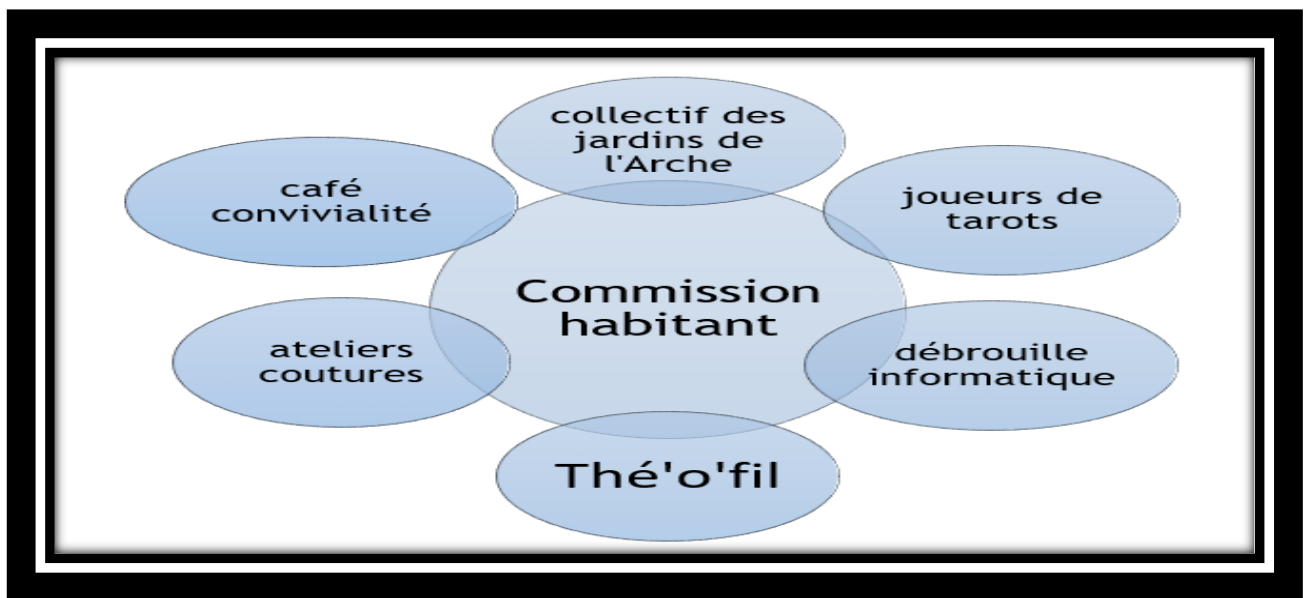 collectif des
jardins de
l'Arche
café
convivialité
joueurs de
tarots
Commission
habitant
ateliers
coutures
débrouille
informatique
Thé'o'fil